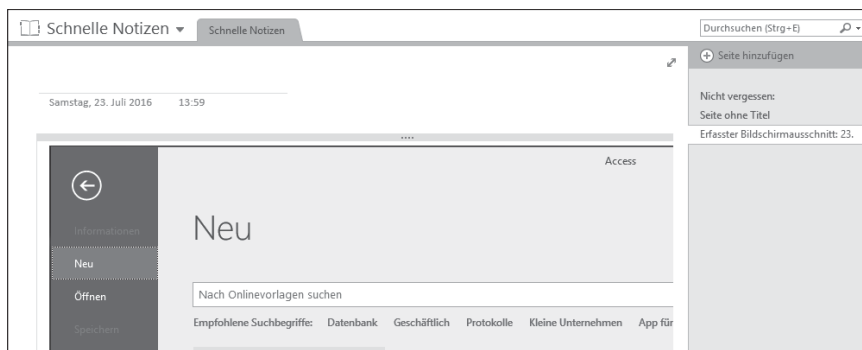 Schnelle Notizen
Schnelle Notizen
Durchsuchen (Strg+E)
Seite hinzufügen
Samstag, 23. Juli 2016 13:59
Nicht vergessen:
Seite ohne Titel
Erfasster Bildschirmausschnitt: 23.
Access
Informationen
Neu
Öffnen
Speichern
Neu
Nach Onlinevorlagen suchen
Empfohlene Suchbegriffe: Datenbank Geschäftlich Protokolle Kleine Unternehmen App für